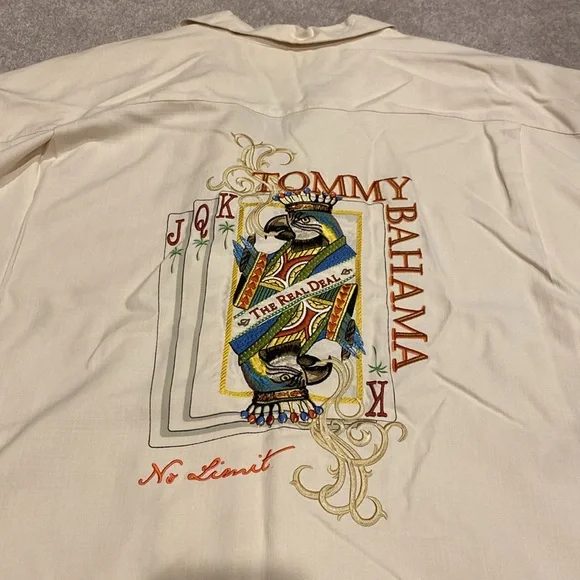 TOMMY
BAHAMA
J Q K
THE REAL DEAL
K
No Limit